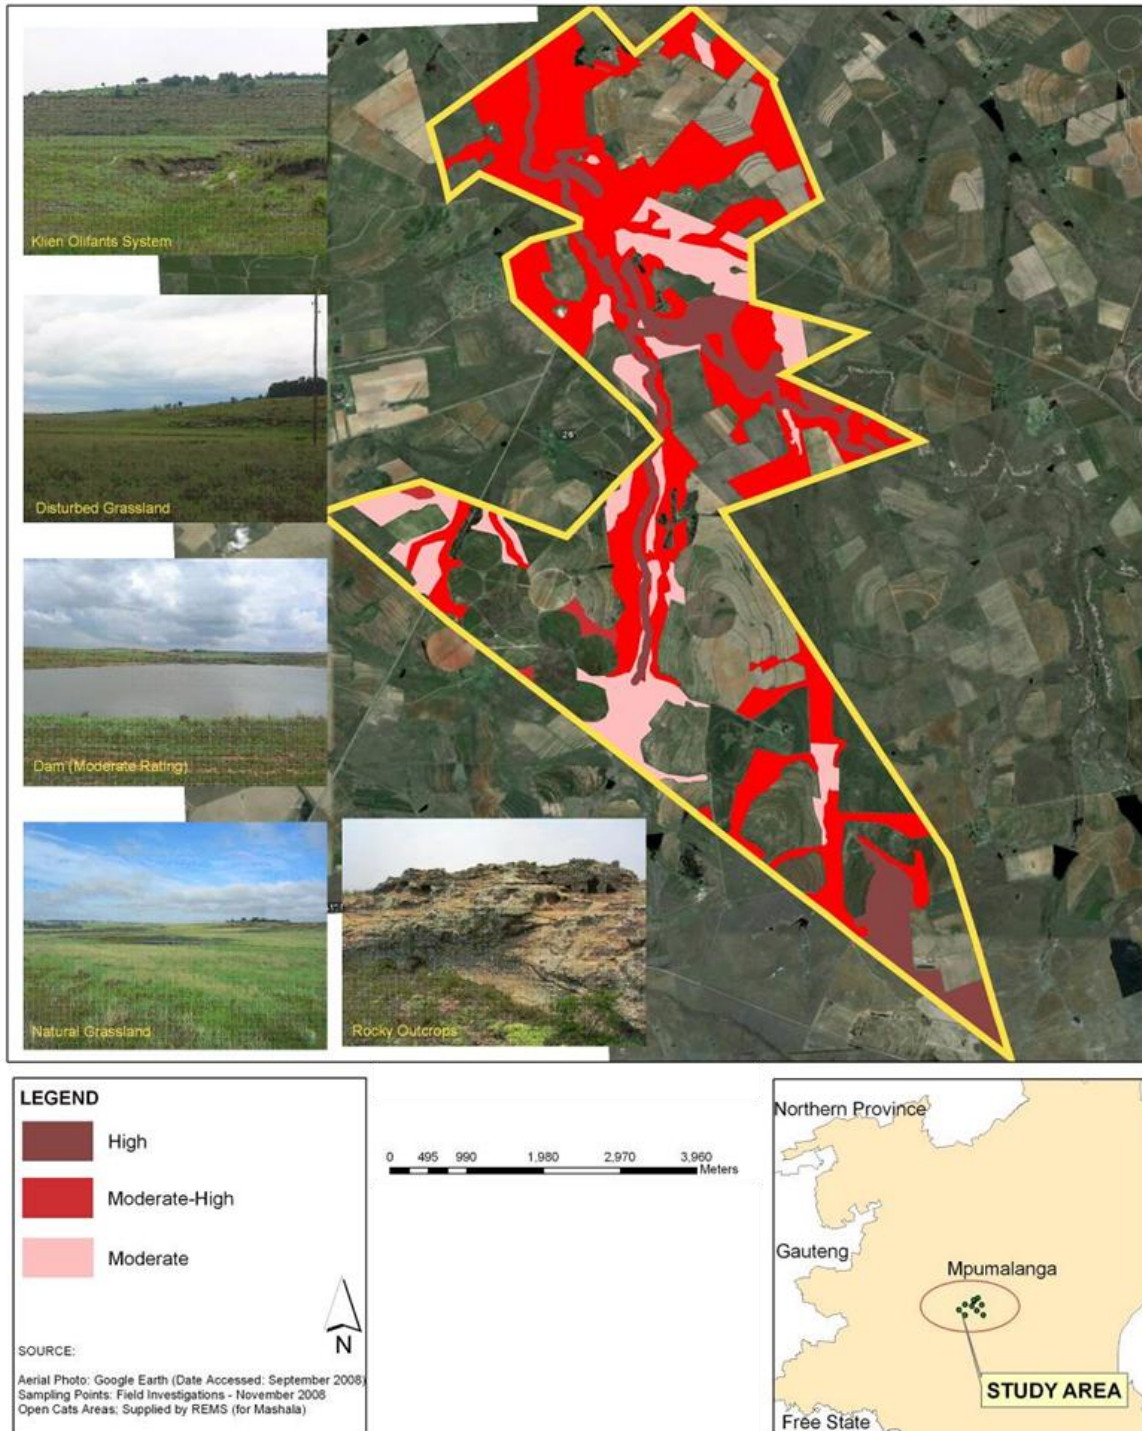 Klien Olifants System
Disturbed Grassland
Dam (Moderate Rating)
Natural Grassland
Rocky Outcrops
LEGEND
High
Moderate-High
Moderate
N
SOURCE:
Aerial Photo: Google Earth (Date Accessed: September 2008)
Sampling Points: Field Investigations - November 2008
Open Cats Areas; Supplied by REMS (for Mashala)
0 495 990 1,980 2,970 3,960
Meters
Northern Province
Gauteng
Mpumalanga
STUDY AREA
Free State